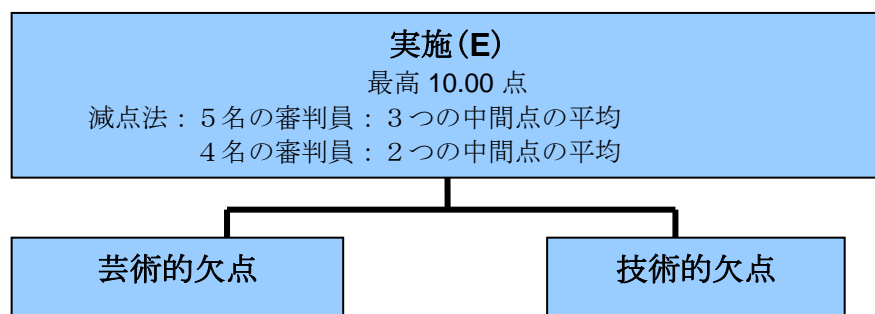 実施（E）
最高 10.00 点
減点法：５名の審判員：３つの中間点の平均
４名の審判員：２つの中間点の平均
芸術的欠点
技術的欠点